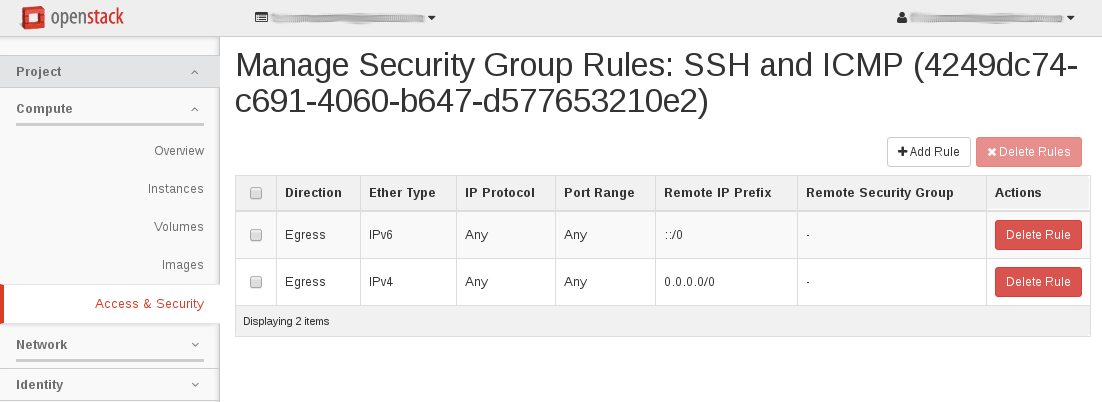 openstack
Project
Compute
Overview
Instances
Volumes
Images
Access & Security
Network
Identity
Manage Security Group Rules: SSH and ICMP (4249dc74-
c691-4060-b647-d577653210e2)
Add Rule
Delete Rules
Direction Ether Type IP Protocol Port Range Remote IP Prefix Remote Security Group Actions
Egress IPv6 Any Any ::/0 - Delete Rule
Egress IPv4 Any Any 0.0.0.0/0 - Delete Rule
Displaying 2 items